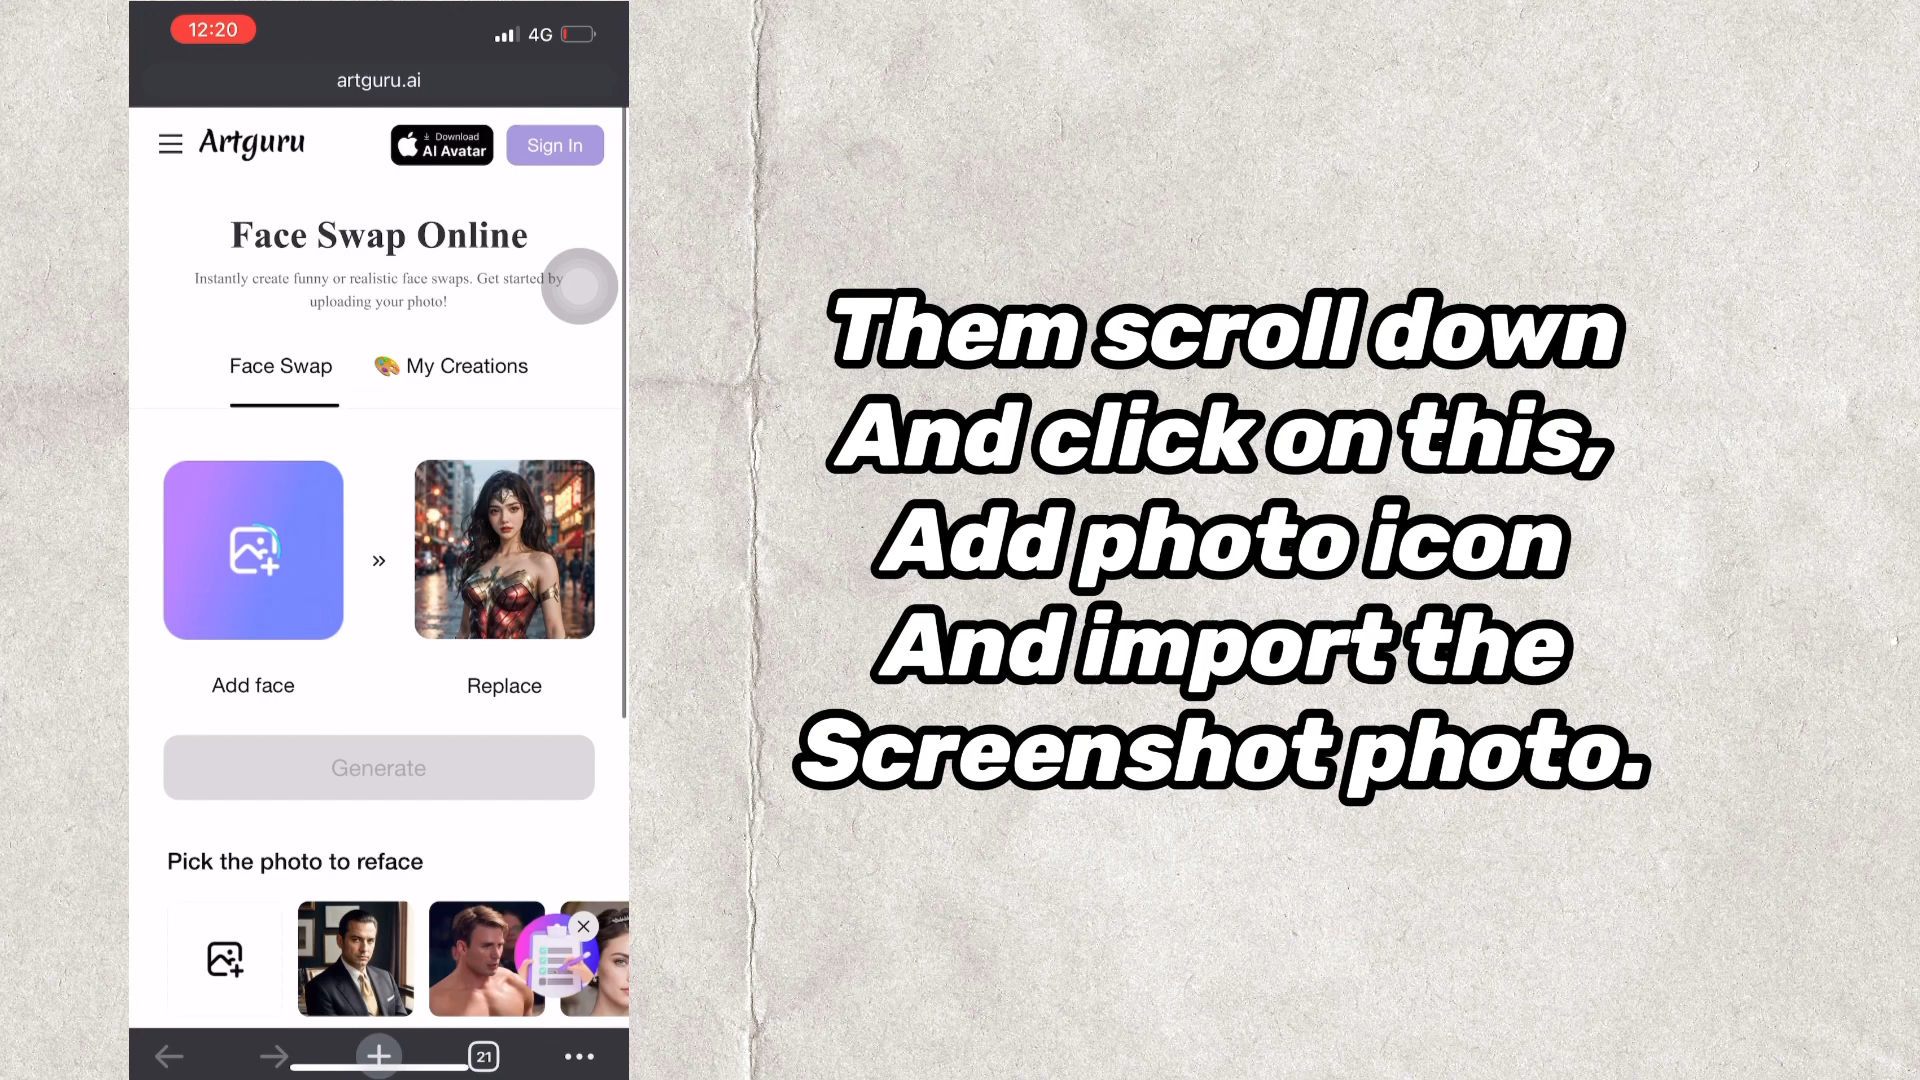 12:20
4G
artguru.ai
Artguru
Download
AI Avatar
Sign In
Face Swap Online
Instantly create funny or realistic face swaps. Get started by
uploading your photo!
Face Swap
My Creations
Add face
Replace
Generate
Pick the photo to reface
21
Them scroll down
And click on this,
Add photo icon
And import the
Screenshot photo.